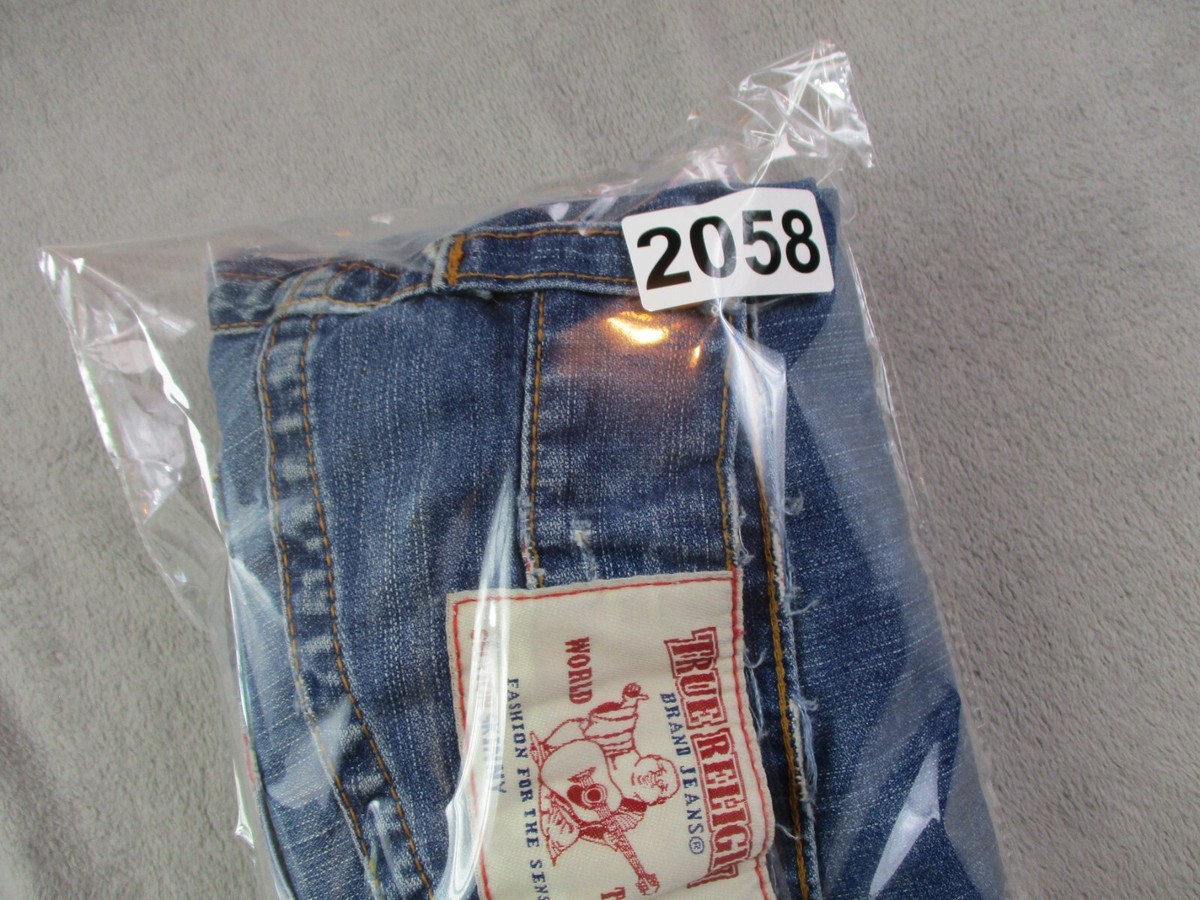 2058
TRUE RELIGI
BRAND JEANS®
WORLD T
FASHION FOR THE SENS